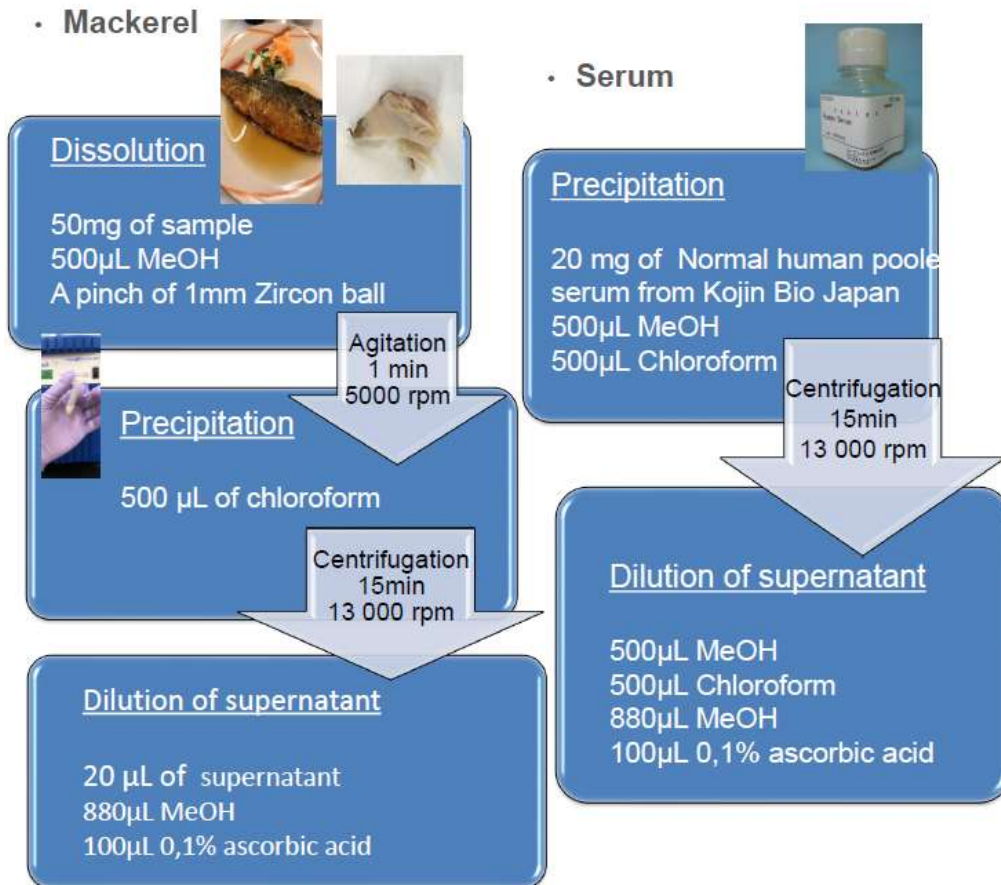 · Mackerel
Dissolution
50mg of sample
500µL MeOH
A pinch of 1mm Zircon ball
Agitation
1 min
5000 rpm
Precipitation
500 µL of chloroform
Centrifugation
15min
13 000 rpm
Dilution of supernatant
20 µL of supernatant
880µL MeOH
100µL 0,1% ascorbic acid
· Serum
Precipitation
20 mg of Normal human poole
serum from Kojin Bio Japan
500µL MeOH
500µL Chloroform
Centrifugation
15min
13 000 rpm
Dilution of supernatant
500µL MeOH
500µL Chloroform
880µL MeOH
100µL 0,1% ascorbic acid